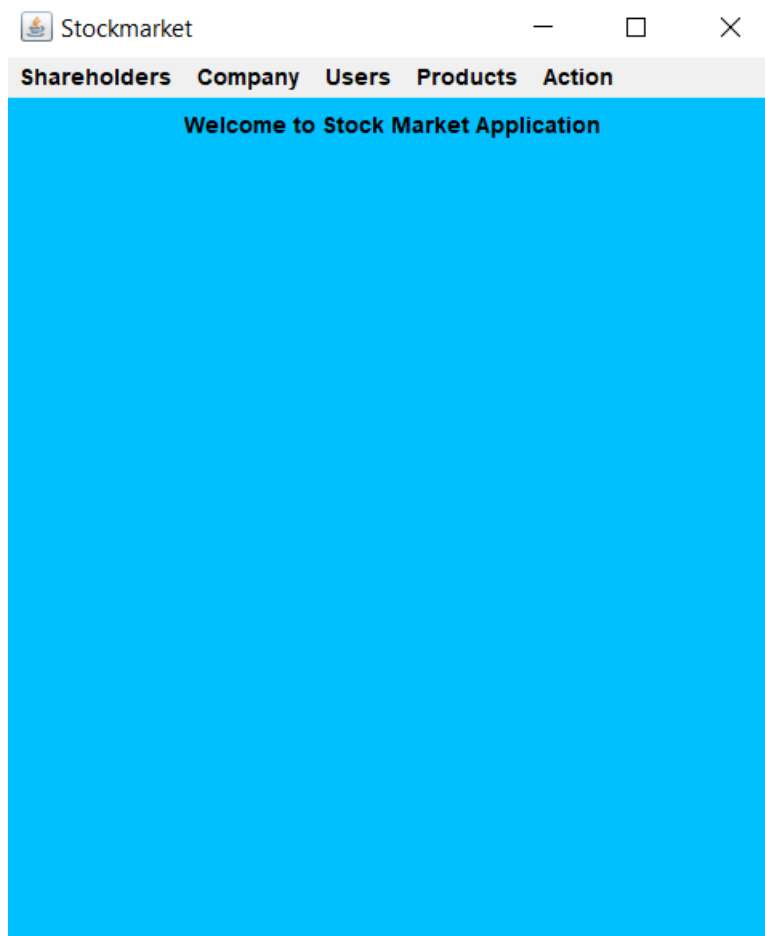 Stockmarket
Shareholders Company Users Products Action
Welcome to Stock Market Application